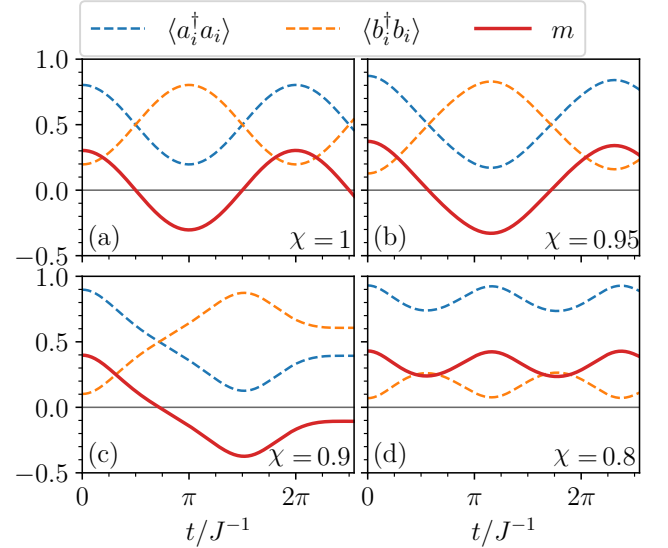 ⟨a_i^† a_i⟩ ⟨b_i^† b_i⟩ m
1.0
0.5
0.0
−0.5
(a) χ = 1
(b) χ = 0.95
1.0
0.5
0.0
−0.5
(c) χ = 0.9
(d) χ = 0.8
0 π 2π 0 π 2π
t/J^{−1} t/J^{−1}